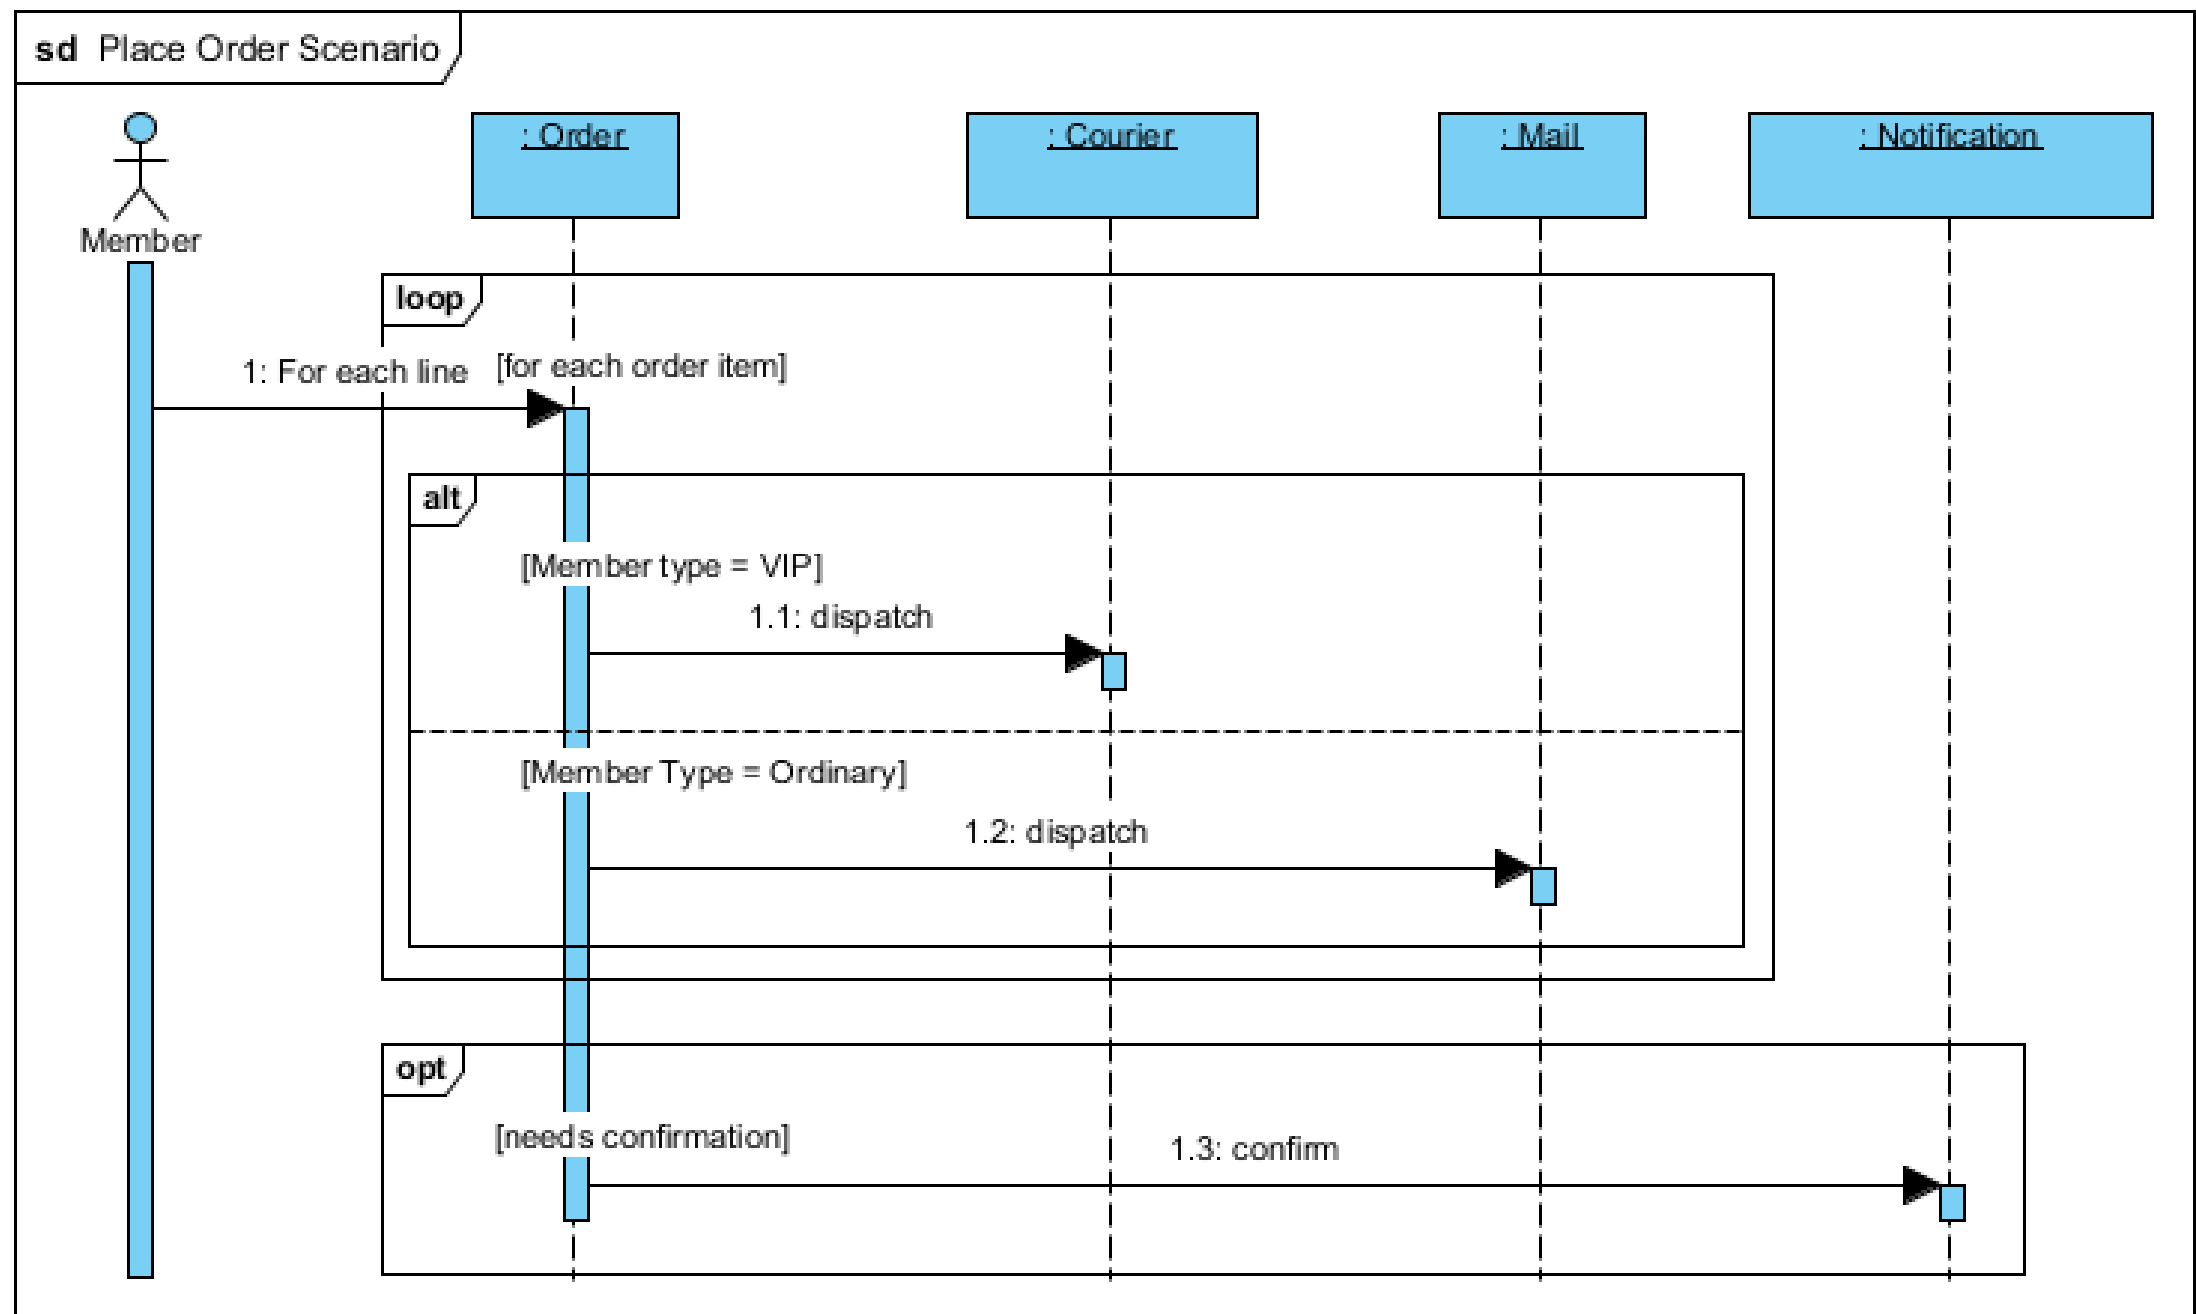 sd Place Order Scenario
: Order
: Courier
: Mail
: Notification
Member
loop
1: For each line
[for each order item]
alt
[Member type = VIP]
1.1: dispatch
[Member Type = Ordinary]
1.2: dispatch
opt
[needs confirmation]
1.3: confirm